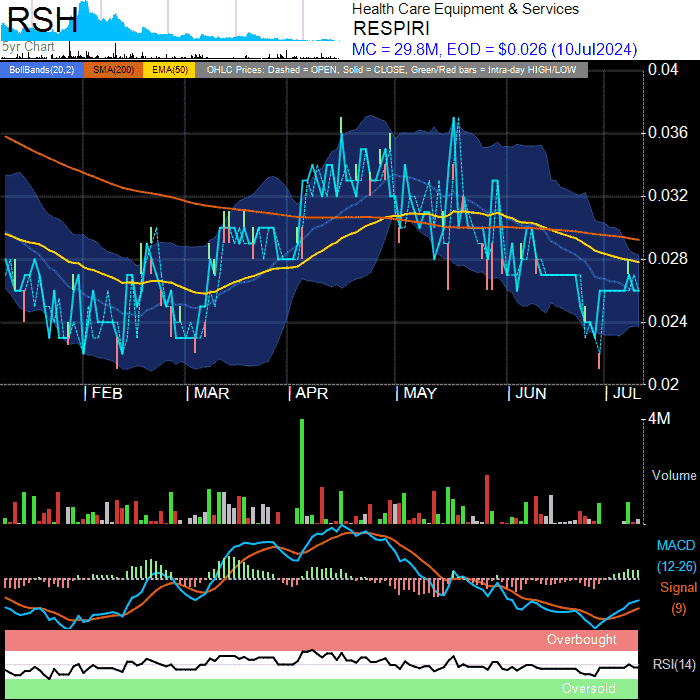 RSH
5yr Chart
Health Care Equipment & Services
RESPIRI
MC = 29.8M, EOD = $0.026 (10Jul2024)
BollBands(20,2) SMA(200) EMA(50) OHLC Prices: Dashed = OPEN, Solid = CLOSE, Green/Red bars = Intra-day HIGH/LOW
0.04
0.036
0.032
0.028
0.024
0.02
FEB MAR APR MAY JUN JUL
4M
Volume
MACD
(12-26)
Signal
(9)
Overbought
RSI(14)
Oversold